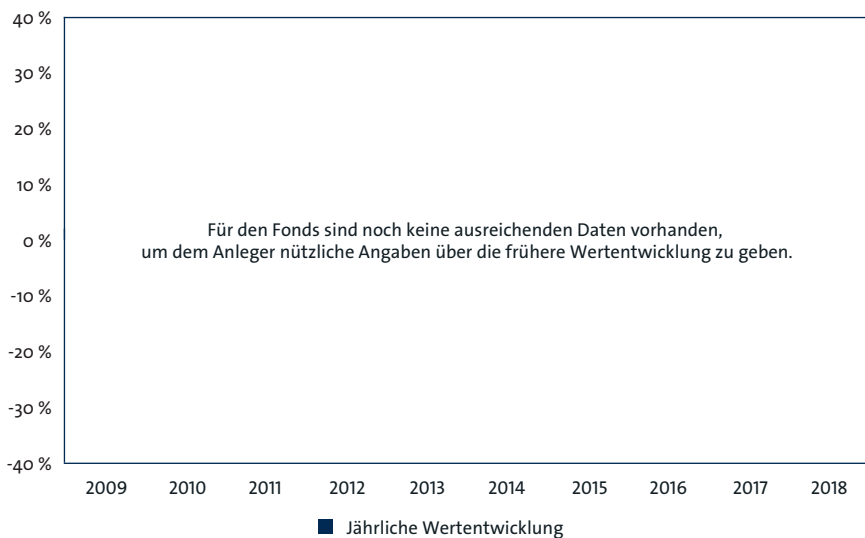 40 %
30 %
20 %
10 %
0 %
-10 %
-20 %
-30 %
-40 %
Für den Fonds sind noch keine ausreichenden Daten vorhanden,
um dem Anleger nützliche Angaben über die frühere Wertentwicklung zu geben.
2009 2010 2011 2012 2013 2014 2015 2016 2017 2018
Jährliche Wertentwicklung